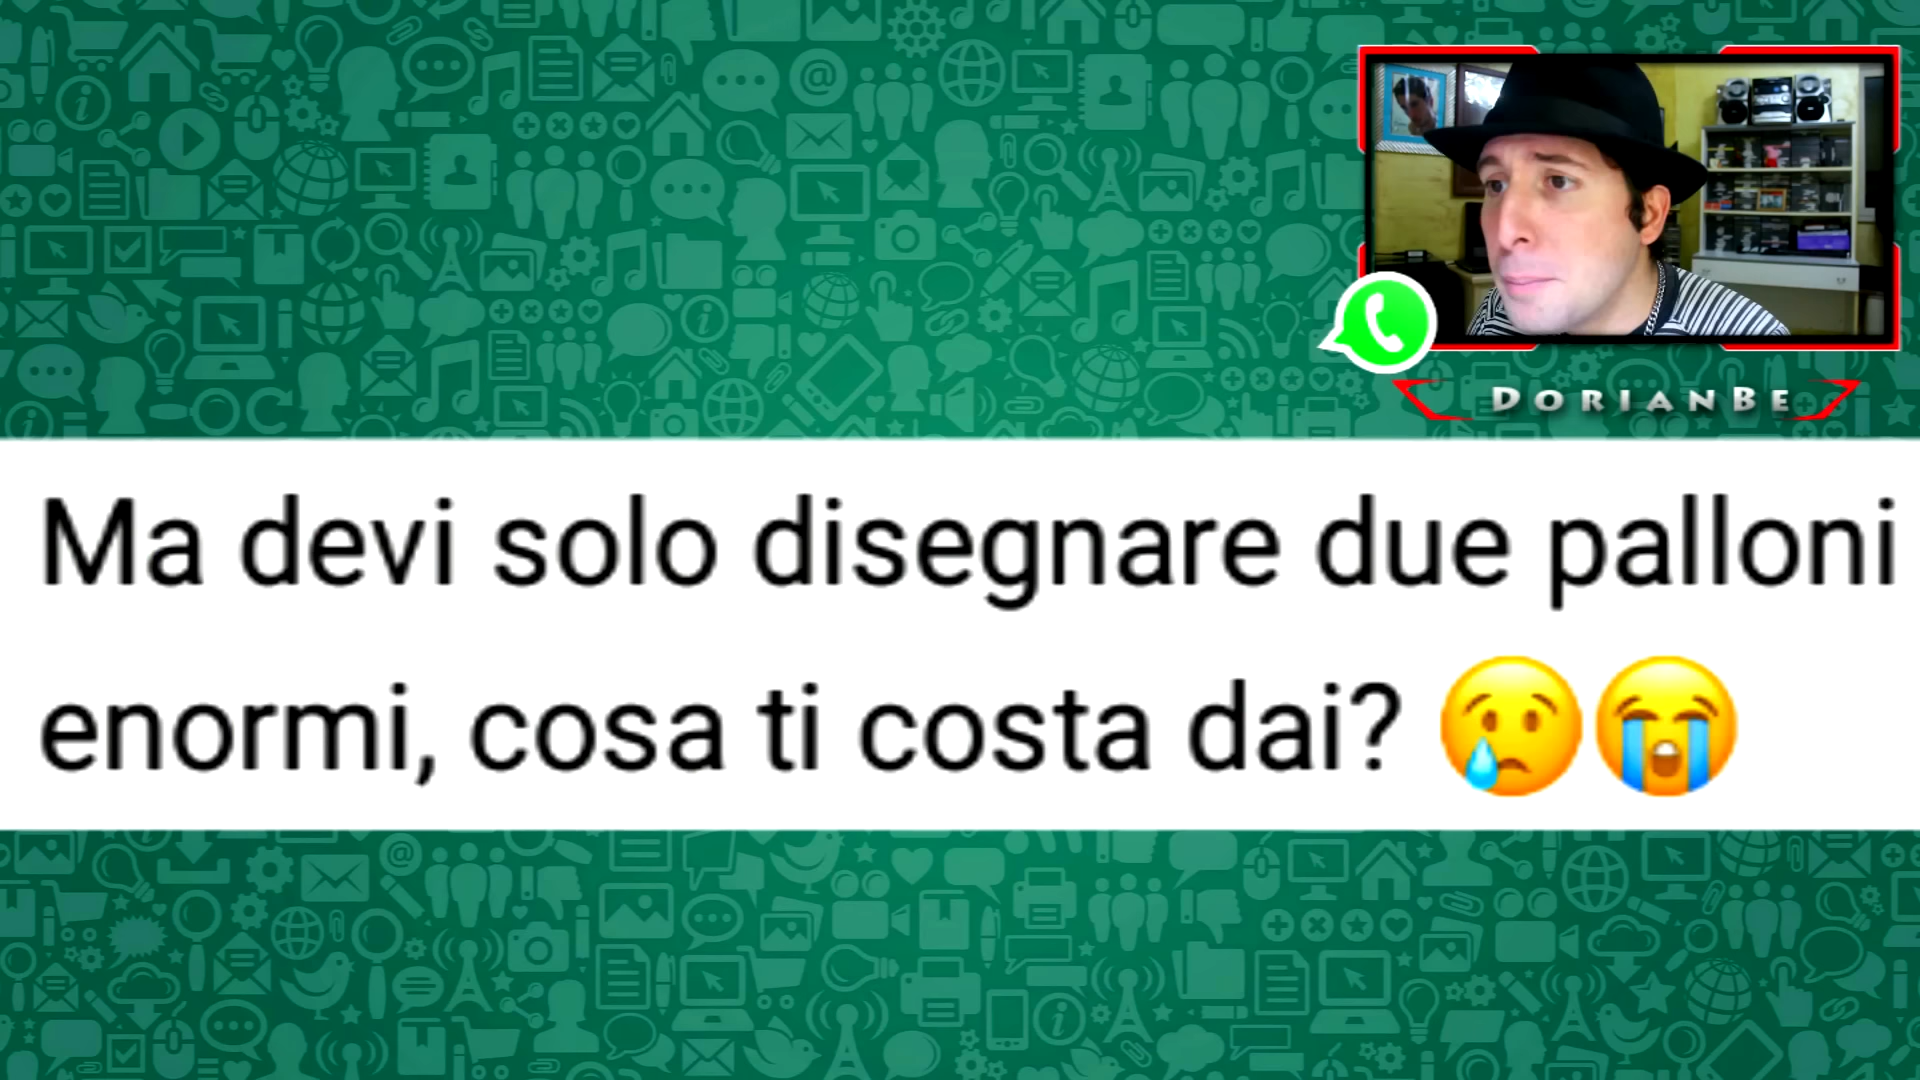 DORIANBE
Ma devi solo disegnare due palloni
enormi, cosa ti costa dai? 😢😭